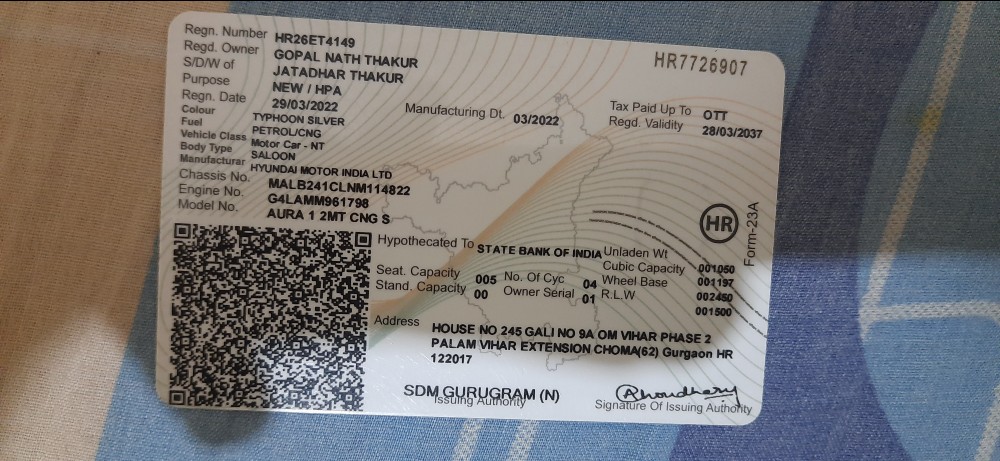 Regn. Number HR26ET4149
HR7726907
Regd. Owner GOPAL NATH THAKUR
S/D/W of JATADHAR THAKUR
Purpose NEW / HPA
Regn. Date 29/03/2022
Manufacturing Dt. 03/2022
Tax Paid Up To OTT
Regd. Validity 28/03/2037
Colour TYPHOON SILVER
Fuel PETROL/CNG
Vehicle Class Motor Car - NT
Body Type SALOON
Manufacturar HYUNDAI MOTOR INDIA LTD
Chassis No. MALB241CLNM114822
Engine No. G4LAMM961798
Model No. AURA 1 2MT CNG S
HR
Form-23A
Hypothecated To STATE BANK OF INDIA
Unladen Wt 001050
Cubic Capacity 001197
Seat. Capacity 005 No. Of Cyc 04 Wheel Base 002450
Stand. Capacity 00 Owner Serial 01 R.L.W 001500
Address HOUSE NO 245 GALI NO 9A OM VIHAR PHASE 2
PALAM VIHAR EXTENSION CHOMA(62) Gurgaon HR
122017
SDM GURUGRAM (N)
Issuing Authority
Signature Of Issuing Authority